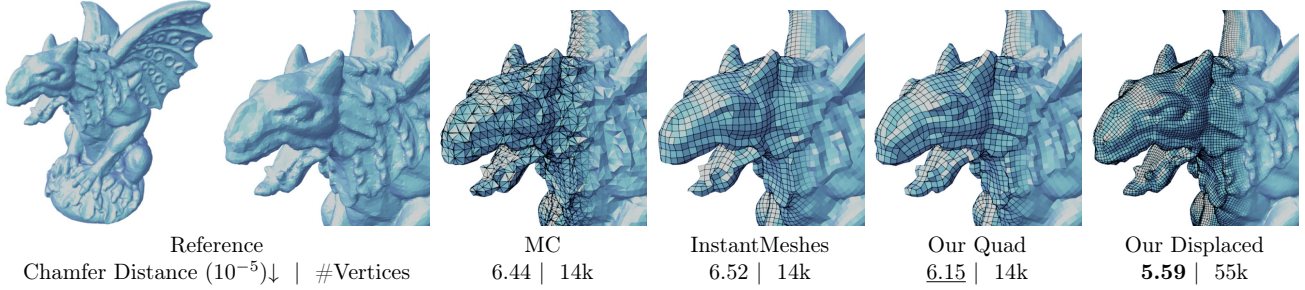 Reference MC InstantMeshes Our Quad Our Displaced
Chamfer Distance (10⁻⁵)↓ | #Vertices 6.44 | 14k 6.52 | 14k 6.15 | 14k 5.59 | 55k